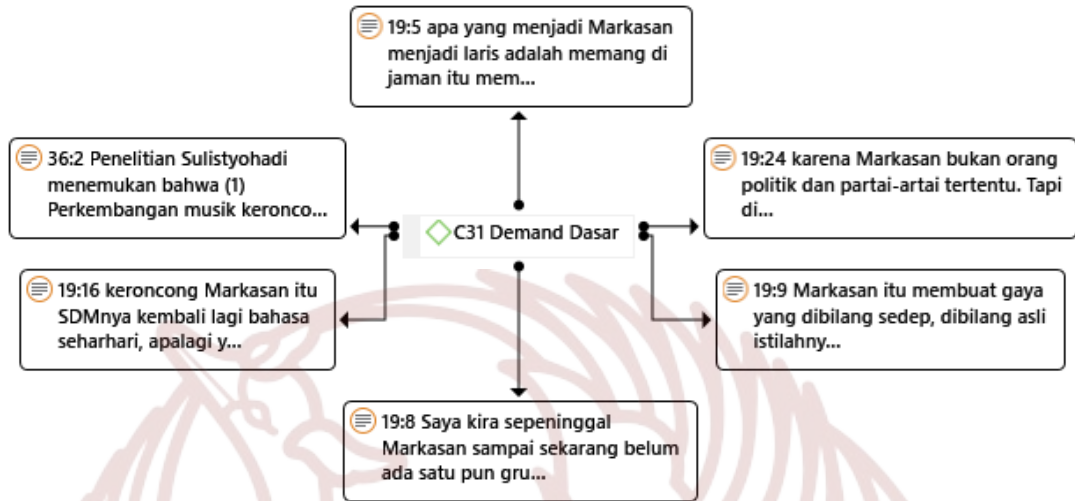 19:5 apa yang menjadi Markasan
menjadi laris adalah memang di
jaman itu mem...
36:2 Penelitian Sulistyohadi
menemukan bahwa (1)
Perkembangan musik keronco...
19:24 karena Markasan bukan orang
politik dan partai-artai tertentu. Tapi
di...
C31 Demand Dasar
19:16 keroncong Markasan itu
SDMnya kembali lagi bahasa
seharhari, apalagi y...
19:9 Markasan itu membuat gaya
yang dibilang sedep, dibilang asli
istilahny...
19:8 Saya kira sepeninggal
Markasan sampai sekarang belum
ada satu pun gru...